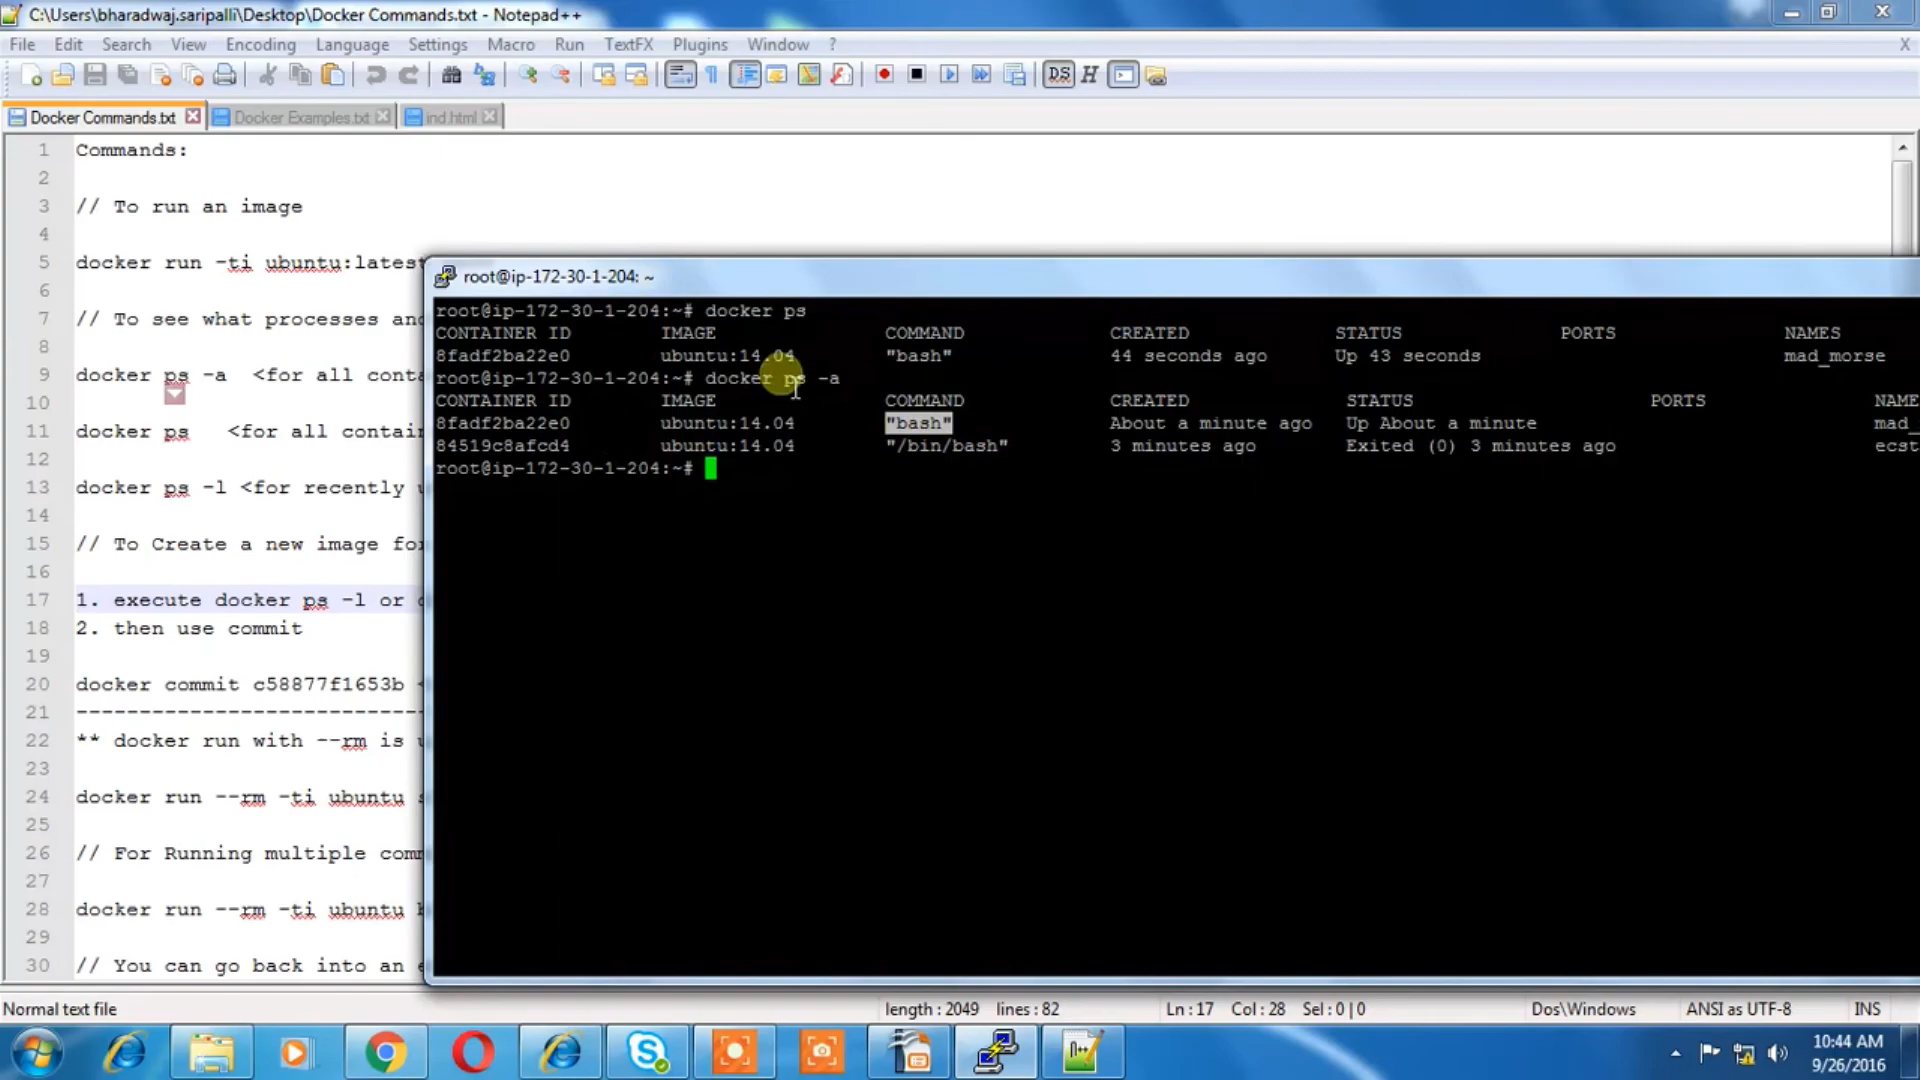 C:\Users\bharadwaj.saripalli\Desktop\Docker Commands.txt - Notepad++
File Edit Search View Encoding Language Settings Macro Run TextFX Plugins Window ?
X
Docker Commands.txt Docker Examples.txt ind.html
1 Commands:
2
3 // To run an image
4
5 docker run -ti ubuntu:latest
6
7 // To see what processes and
8
9 docker ps -a <for all conta
10
11 docker ps <for all contain
12
13 docker ps -l <for recently
14
15 // To Create a new image for
16
17 1. execute docker ps -l or
18 2. then use commit
19
20 docker commit c58877f1653b <
21 ----------------------------
22 ** docker run with --rm is
23
24 docker run --rm -ti ubuntu
25
26 // For Running multiple comm
27
28 docker run --rm -ti ubuntu
29
30 // You can go back into an
root@ip-172-30-1-204: ~
root@ip-172-30-1-204:~# docker ps
CONTAINER ID IMAGE COMMAND CREATED STATUS PORTS NAMES
8fadf2ba22e0 ubuntu:14.04 "bash" 44 seconds ago Up 43 seconds mad_morse
root@ip-172-30-1-204:~# docker ps -a
CONTAINER ID IMAGE COMMAND CREATED STATUS PORTS NAME
8fadf2ba22e0 ubuntu:14.04 "bash" About a minute ago Up About a minute mad_
84519c8afcd4 ubuntu:14.04 "/bin/bash" 3 minutes ago Exited (0) 3 minutes ago ecst
root@ip-172-30-1-204:~#
Normal text file length : 2049 lines : 82 Ln : 17 Col : 28 Sel : 0 | 0 Dos\Windows ANSI as UTF-8 INS
10:44 AM
9/26/2016